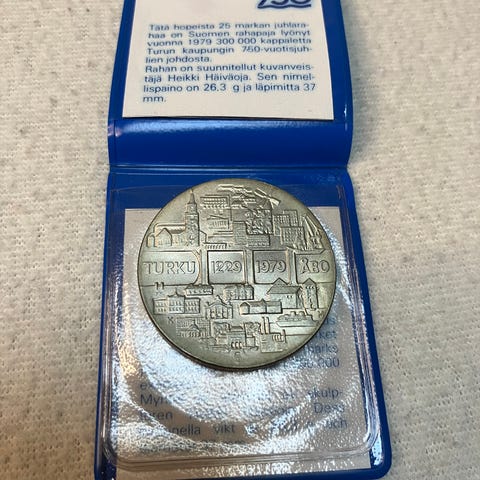 750
Tätä hopeista 25 markan juhlara-
haa on Suomen rahapaja lyönyt
vuonna 1979 300 000 kappaletta
Turun kaupungin 750-vuotisjuh-
lien johdosta.
Rahan on suunnitellut kuvanveis-
täjä Heikki Häiväoja. Sen nimel-
lispaino on 26.3 g ja läpimitta 37
mm.
TURKU 1229 1979 ÅBO